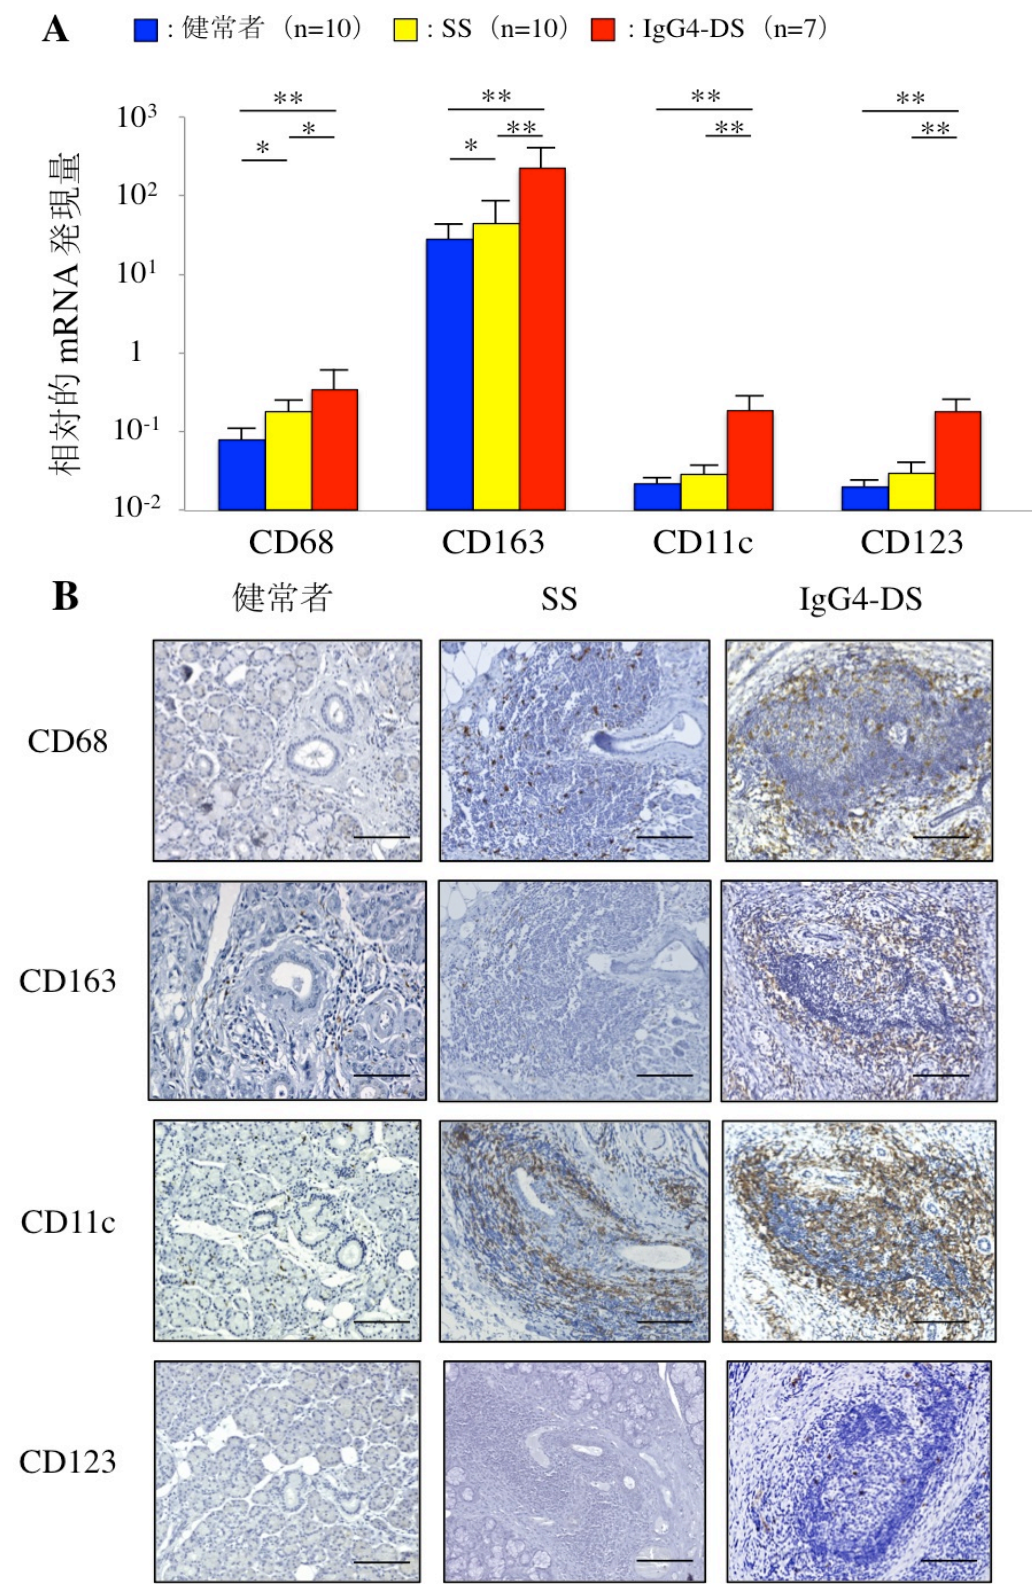 A
: 健常者 (n=10) : SS (n=10) : IgG4-DS (n=7)
** ** ** **
* * * ** ** **
相対的 mRNA 発現量
10³
10²
10¹
1
10⁻¹
10⁻²
CD68 CD163 CD11c CD123
B 健常者 SS IgG4-DS
CD68
CD163
CD11c
CD123